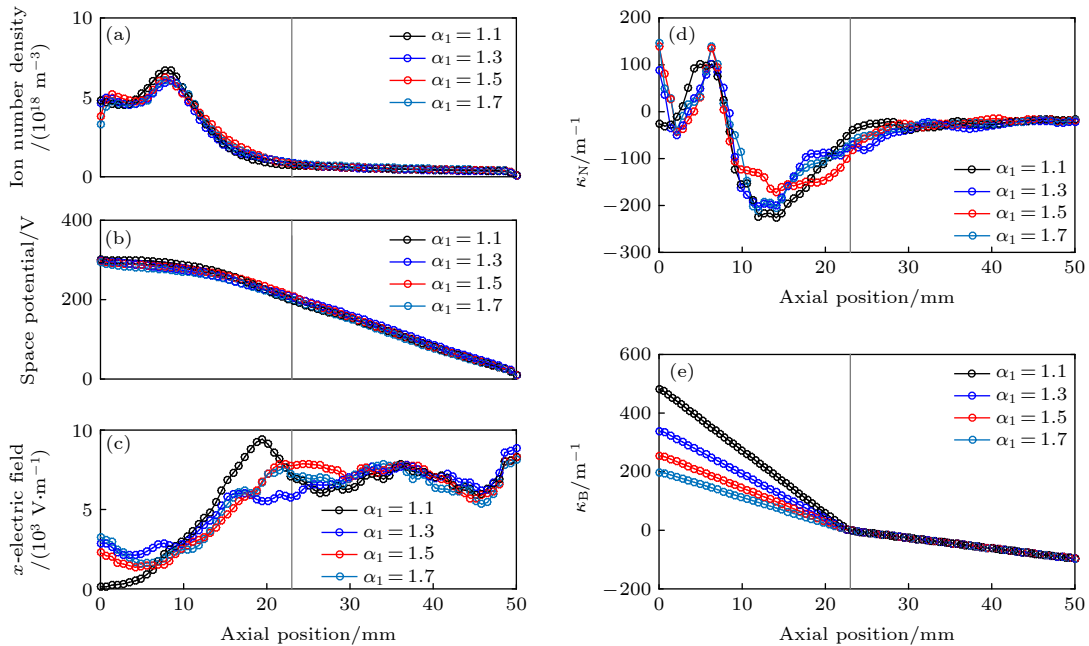 (a)
Ion number density
/(10¹⁸ m⁻³)
10
5
0
α₁ = 1.1
α₁ = 1.3
α₁ = 1.5
α₁ = 1.7
(b)
Space potential/V
400
200
0
α₁ = 1.1
α₁ = 1.3
α₁ = 1.5
α₁ = 1.7
(c)
x-electric field
/(10³ V·m⁻¹)
10
5
0
α₁ = 1.1
α₁ = 1.3
α₁ = 1.5
α₁ = 1.7
0 10 20 30 40 50
Axial position/mm
(d)
κ_N/m⁻¹
200
100
0
−100
−200
−300
α₁ = 1.1
α₁ = 1.3
α₁ = 1.5
α₁ = 1.7
0 10 20 30 40 50
Axial position/mm
(e)
κ_B/m⁻¹
600
400
200
0
−200
α₁ = 1.1
α₁ = 1.3
α₁ = 1.5
α₁ = 1.7
0 10 20 30 40 50
Axial position/mm